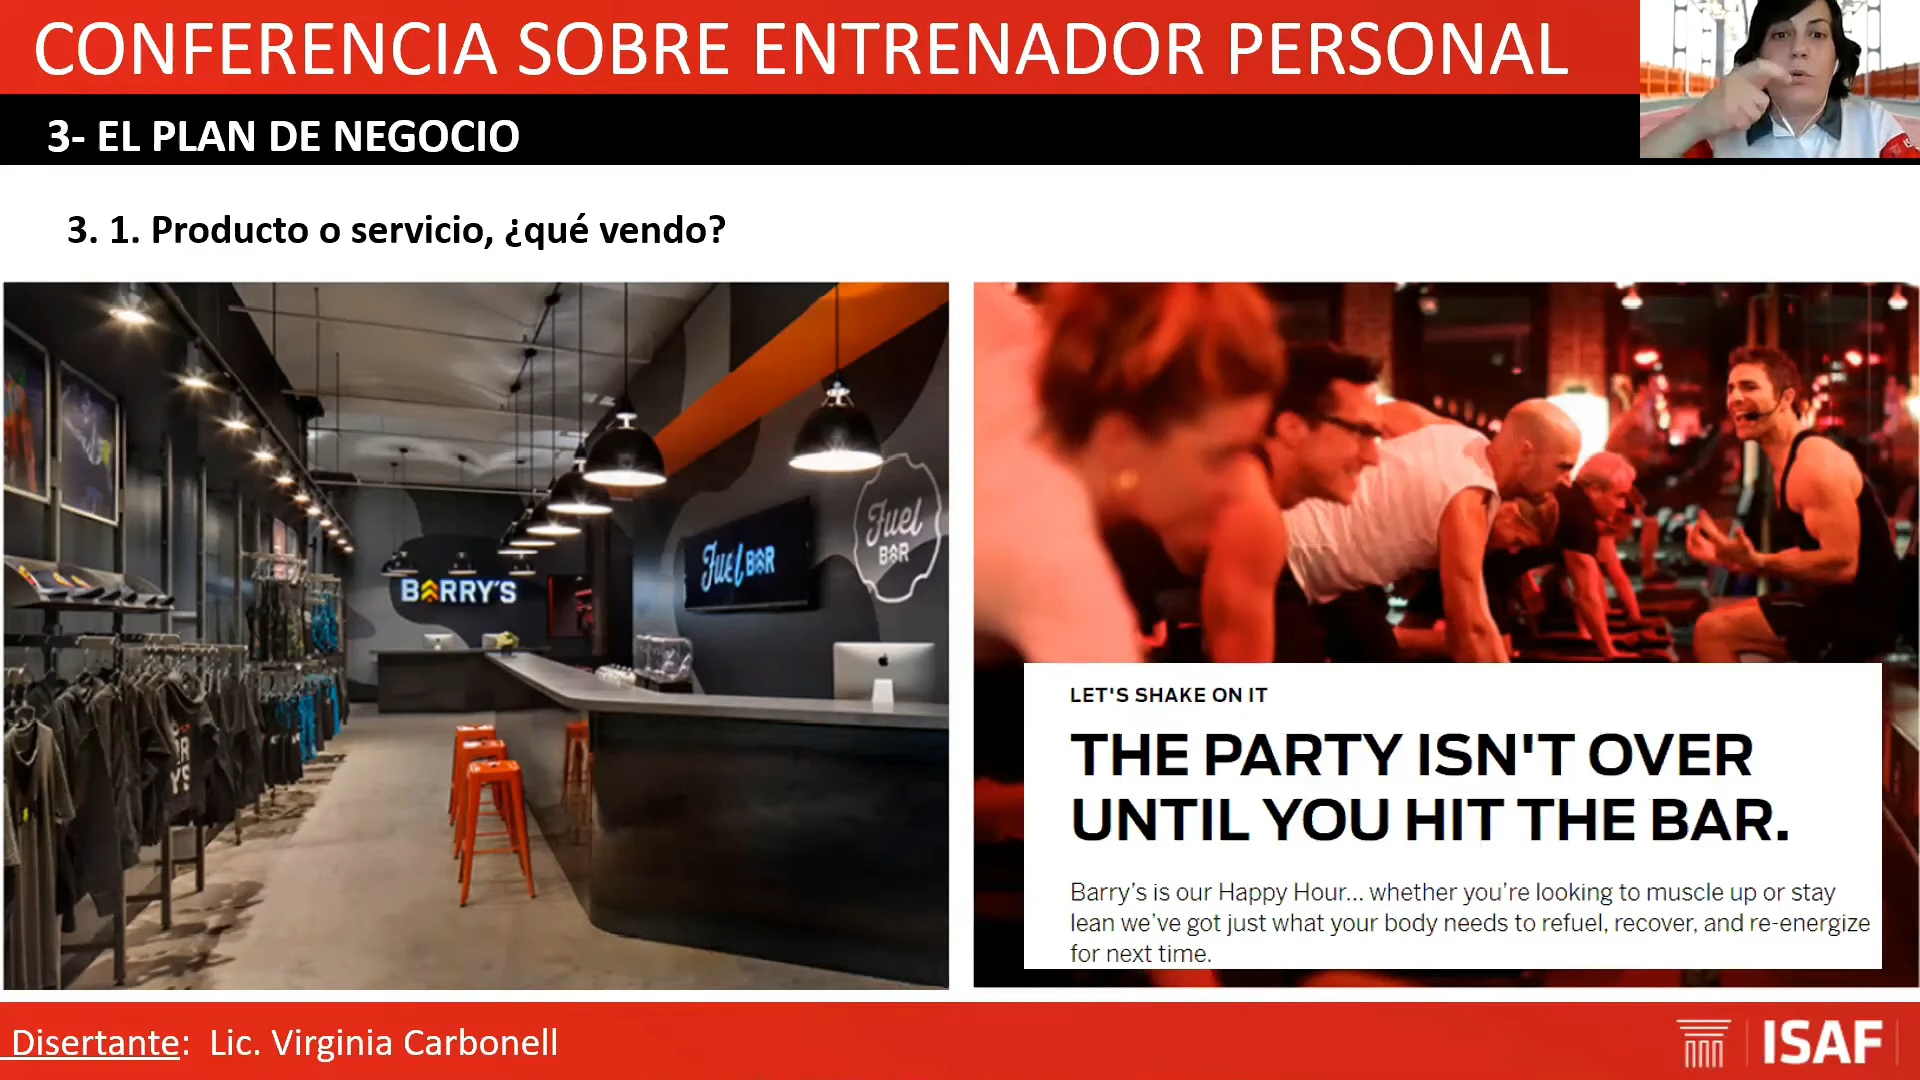 CONFERENCIA SOBRE ENTRENADOR PERSONAL
3- EL PLAN DE NEGOCIO
3. 1. Producto o servicio, ¿qué vendo?
BARRY'S
Fuel BAR
Fuel
BAR
LET'S SHAKE ON IT
THE PARTY ISN'T OVER
UNTIL YOU HIT THE BAR.
Barry's is our Happy Hour... whether you're looking to muscle up or stay
lean we've got just what your body needs to refuel, recover, and re-energize
for next time.
Disertante: Lic. Virginia Carbonell
ISAF